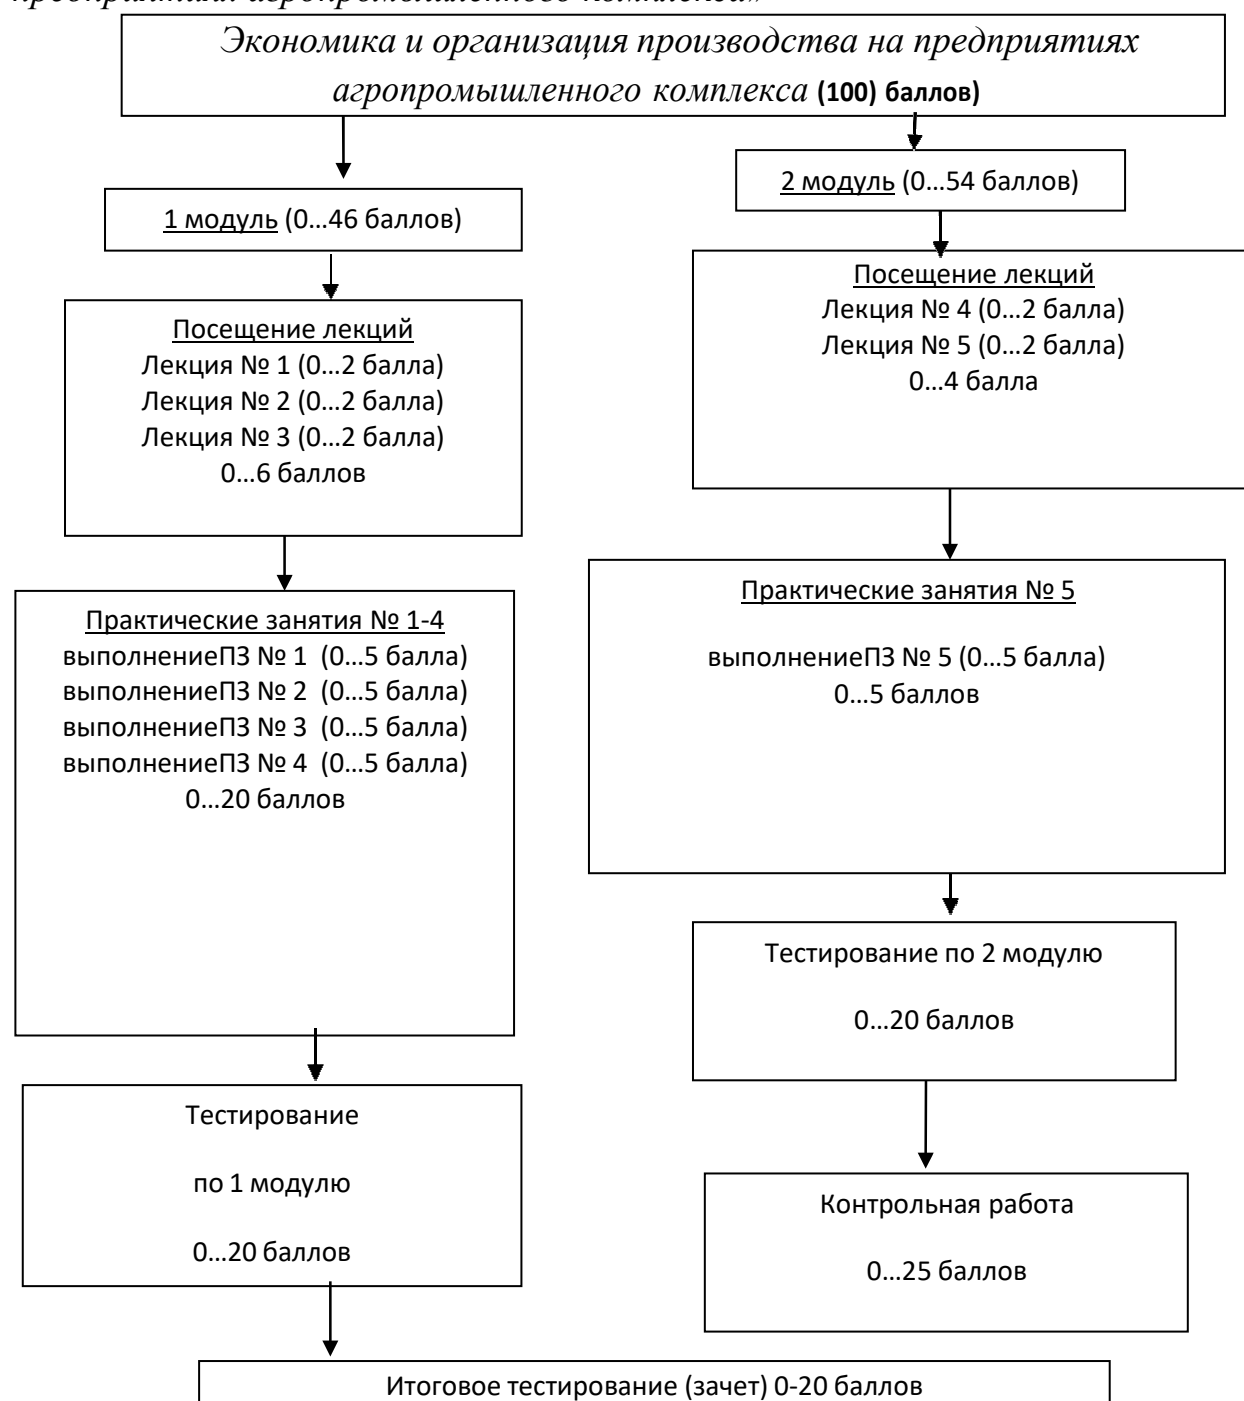 предприятиях агропромышленного комплекса»
Экономика и организация производства на предприятиях
агропромышленного комплекса (100) баллов)
1 модуль (0...46 баллов)
Посещение лекций
Лекция № 1 (0...2 балла)
Лекция № 2 (0...2 балла)
Лекция № 3 (0...2 балла)
0...6 баллов
Практические занятия № 1-4
выполнениеПЗ № 1 (0...5 балла)
выполнениеПЗ № 2 (0...5 балла)
выполнениеПЗ № 3 (0...5 балла)
выполнениеПЗ № 4 (0...5 балла)
0...20 баллов
Тестирование
по 1 модулю
0...20 баллов
2 модуль (0...54 баллов)
Посещение лекций
Лекция № 4 (0...2 балла)
Лекция № 5 (0...2 балла)
0...4 балла
Практические занятия № 5
выполнениеПЗ № 5 (0...5 балла)
0...5 баллов
Тестирование по 2 модулю
0...20 баллов
Контрольная работа
0...25 баллов
Итоговое тестирование (зачет) 0-20 баллов